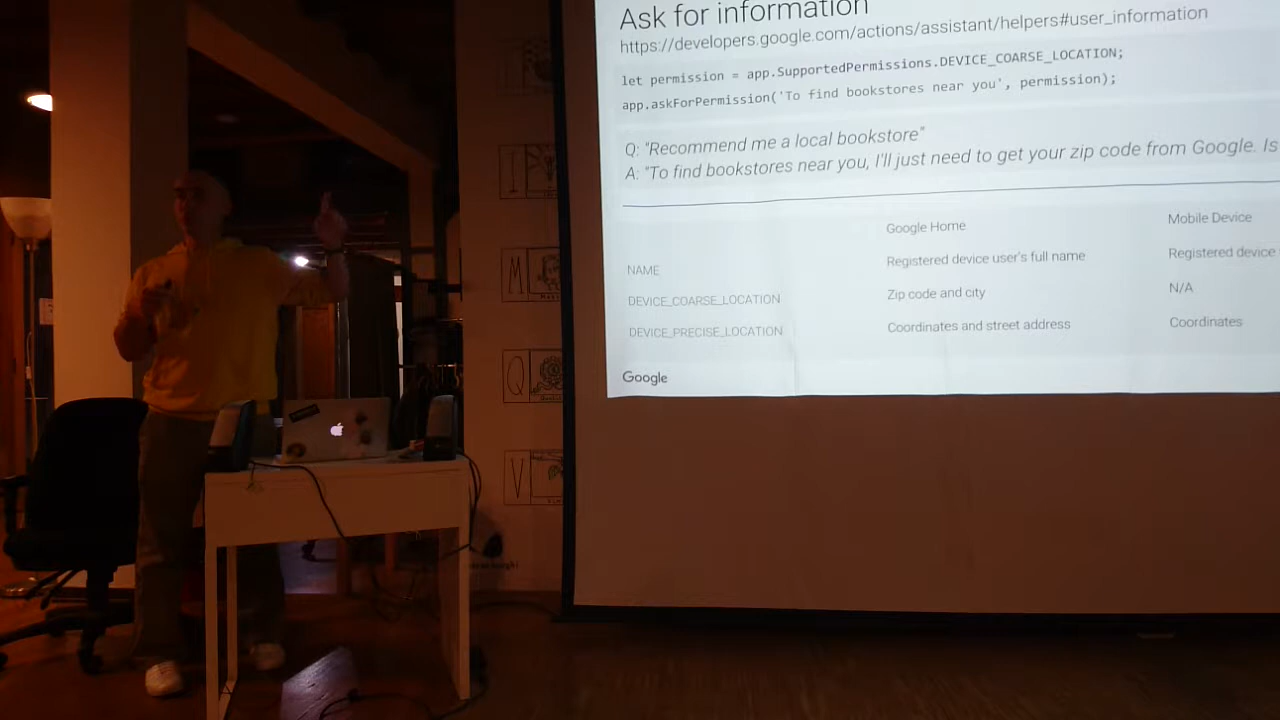 Ask for information
https://developers.google.com/actions/assistant/helpers#user_information
let permission = app.SupportedPermissions.DEVICE_COARSE_LOCATION;
app.askForPermission('To find bookstores near you', permission);
Q: "Recommend me a local bookstore"
A: "To find bookstores near you, I'll just need to get your zip code from Google. Is
Google Home Mobile Device
NAME Registered device user's full name Registered device
DEVICE_COARSE_LOCATION Zip code and city N/A
DEVICE_PRECISE_LOCATION Coordinates and street address Coordinates
Google
I
M
Q
V